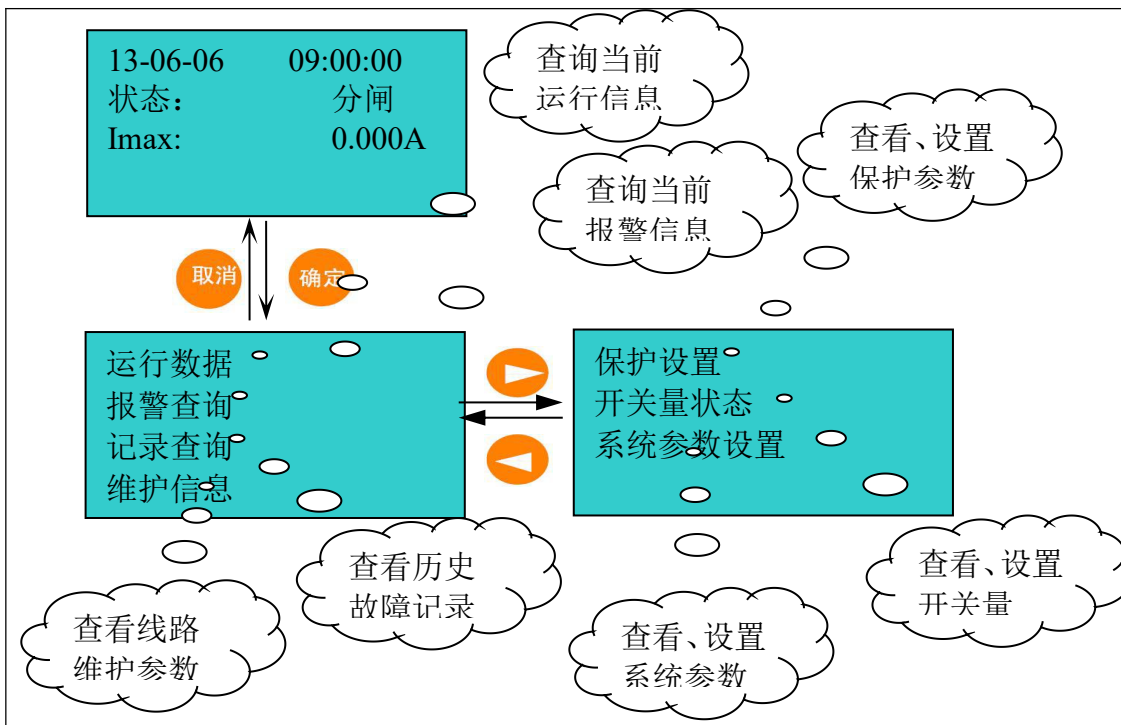 13-06-06 09:00:00
状态： 分闸
Imax: 0.000A
查询当前
运行信息
查看、设置
保护参数
查询当前
报警信息
取消
确定
运行数据
报警查询
记录查询
维护信息
保护设置
开关量状态
系统参数设置
查看历史
故障记录
查看、设置
开关量
查看线路
维护参数
查看、设置
系统参数